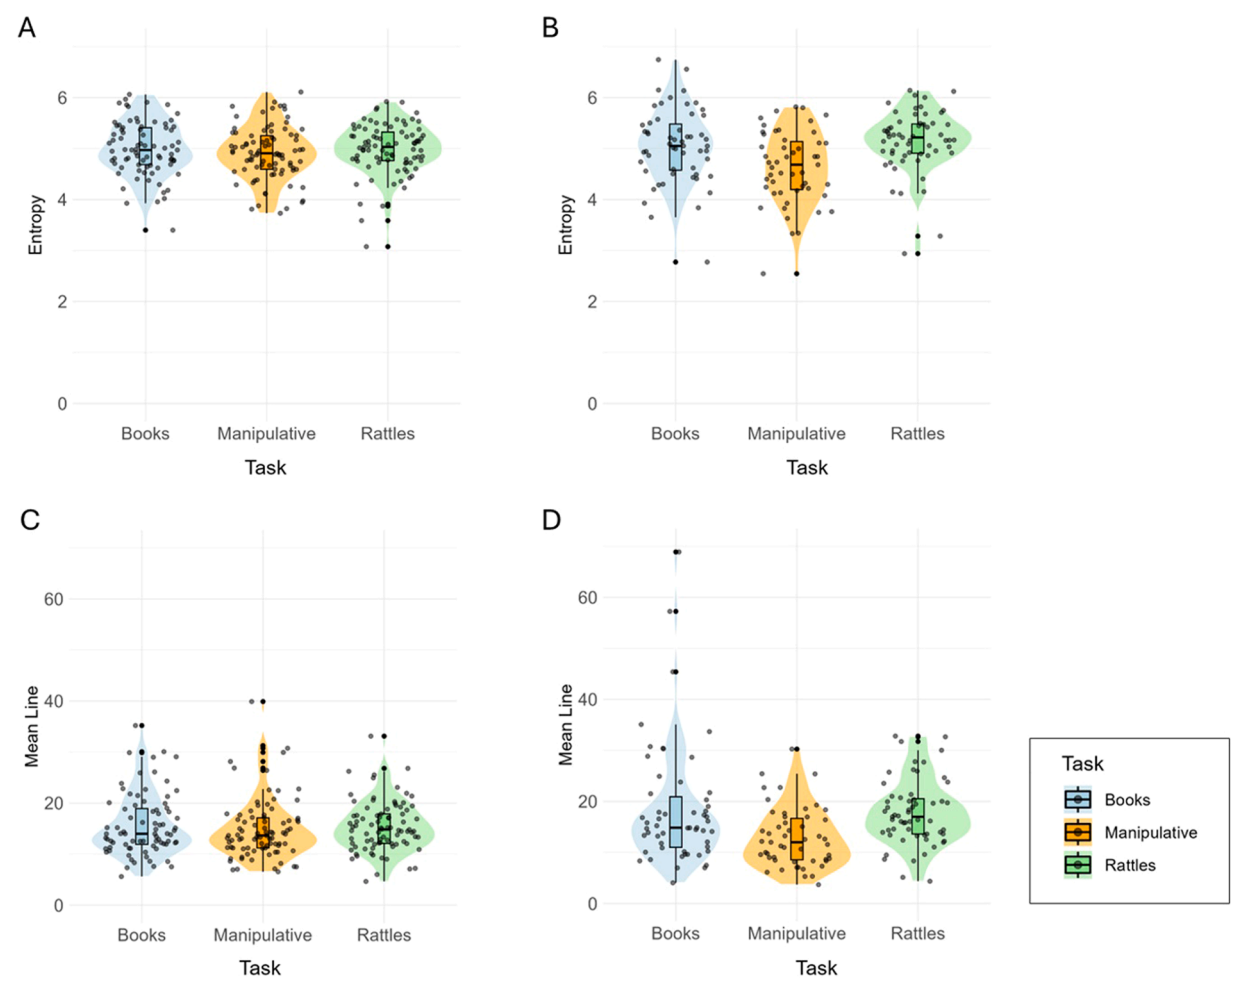 A
6
4
2
0
Entropy
Books Manipulative Rattles
Task
B
6
4
2
0
Entropy
Books Manipulative Rattles
Task
C
60
40
20
0
Mean Line
Books Manipulative Rattles
Task
D
60
40
20
0
Mean Line
Books Manipulative Rattles
Task
Task
Books
Manipulative
Rattles